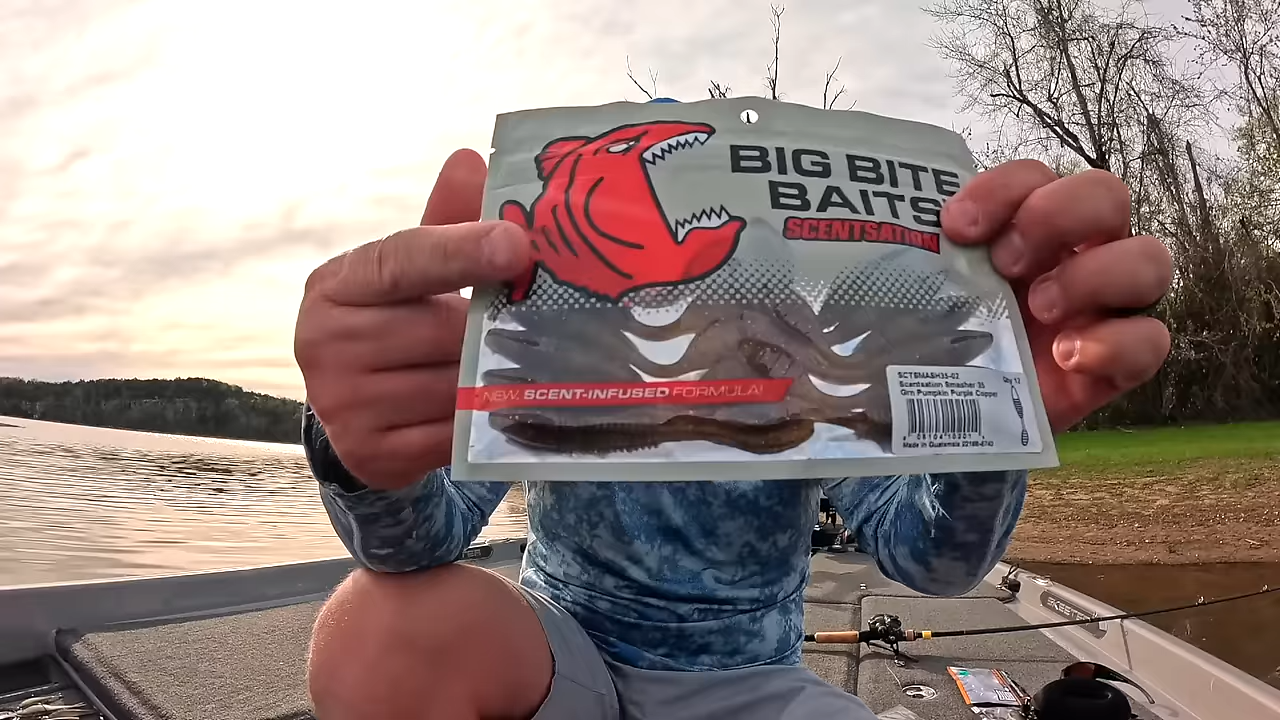 BIG BITE
BAITS
SCENTSATION
NEW, SCENT-INFUSED FORMULA!
SCTSMASH35-02
Scentsation Smasher 35
Grn Pumpkin Purple Copper
Qty 12
Made in Guatemala
SKEETER